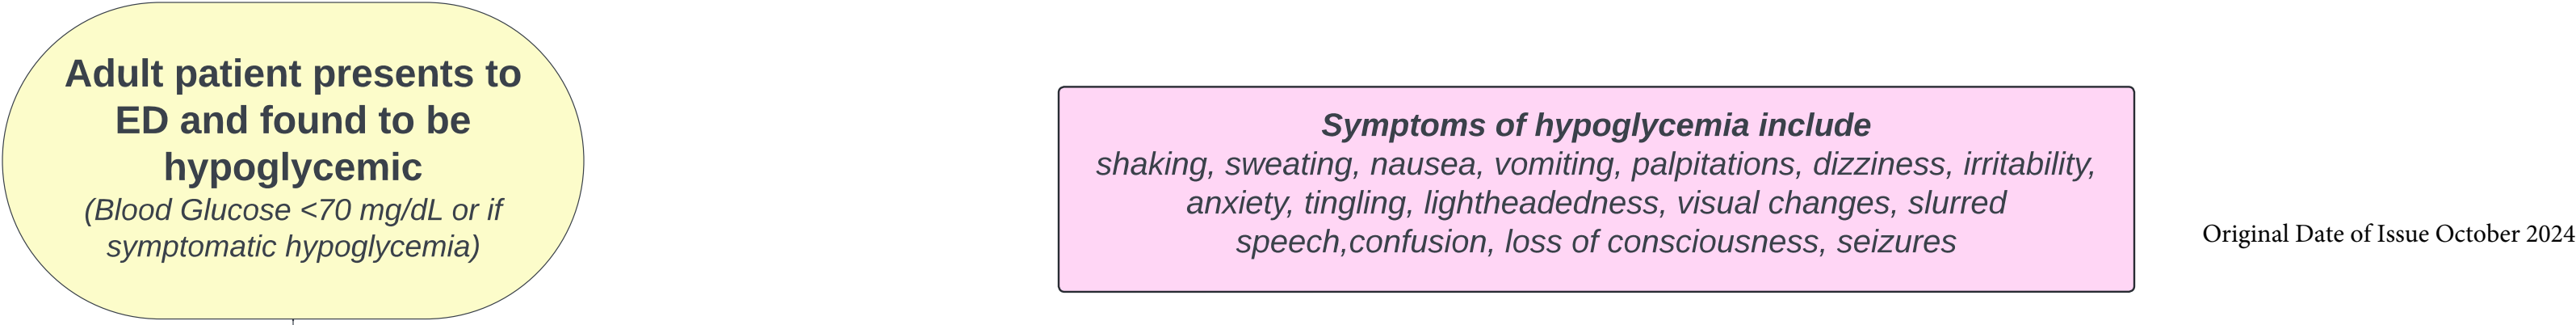 Adult patient presents to
ED and found to be
hypoglycemic
(Blood Glucose <70 mg/dL or if
symptomatic hypoglycemia)
Symptoms of hypoglycemia include
shaking, sweating, nausea, vomiting, palpitations, dizziness, irritability,
anxiety, tingling, lightheadedness, visual changes, slurred
speech,confusion, loss of consciousness, seizures
Original Date of Issue October 2024